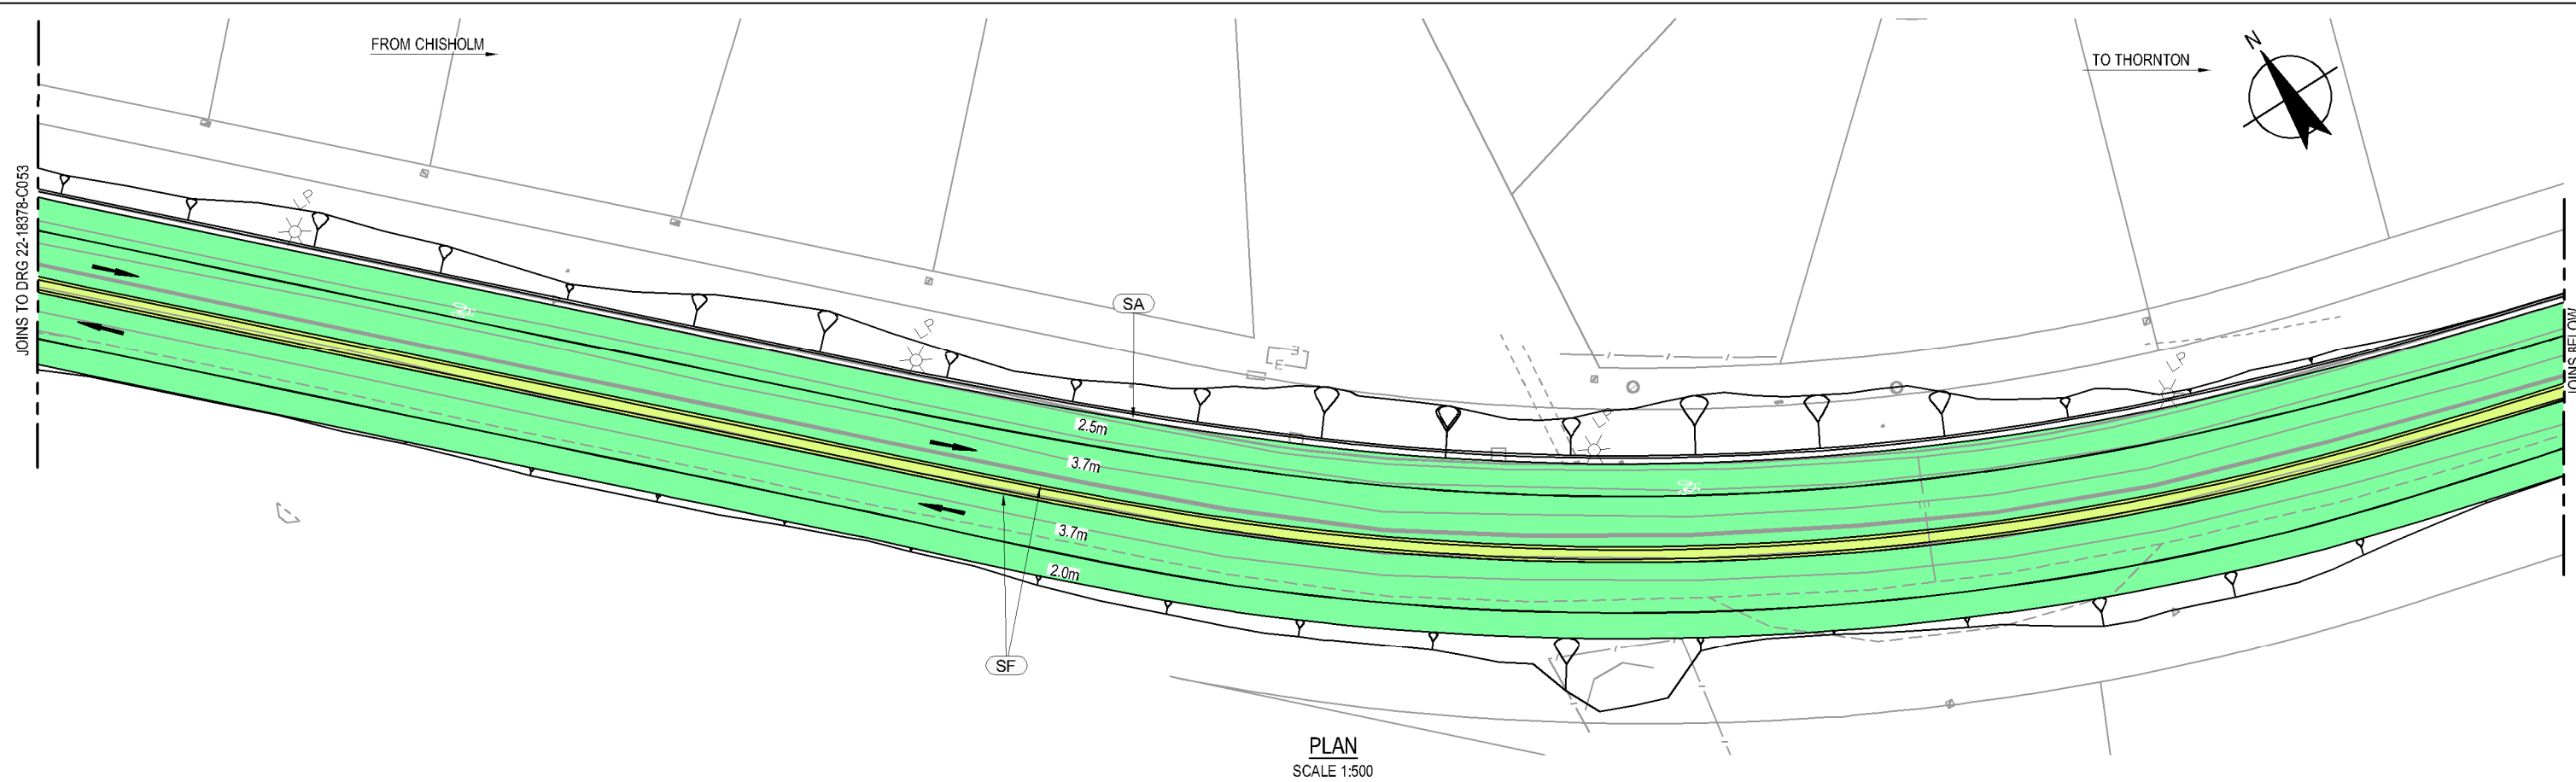 FROM CHISHOLM
N
TO THORNTON
JOINS TO DRG 22-18378-C053
LP
SA
LP
E
JOINS BELOW
LP
LP
2.5m
3.7m
3.7m
2.0m
SF
PLAN
SCALE 1:500